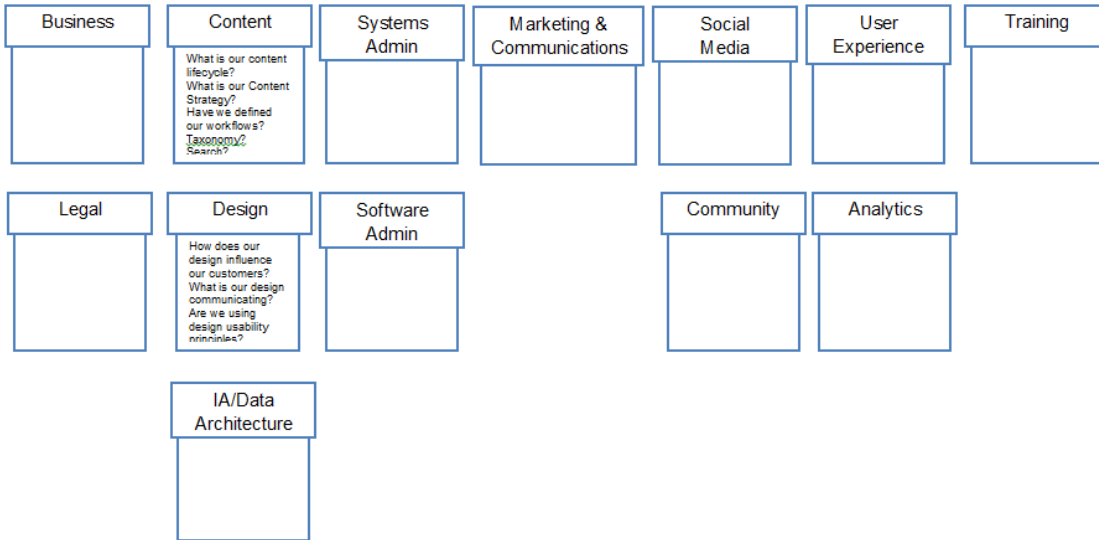 Business
Content
Systems
Admin
Marketing &
Communications
Social
Media
User
Experience
Training
What is our content
lifecycle?
What is our Content
Strategy?
Have we defined
our workflows?
Taxonomy?
Search?
Legal
Design
Software
Admin
Community
Analytics
How does our
design influence
our customers?
What is our design
communicating?
Are we using
design usability
principles?
IA/Data
Architecture